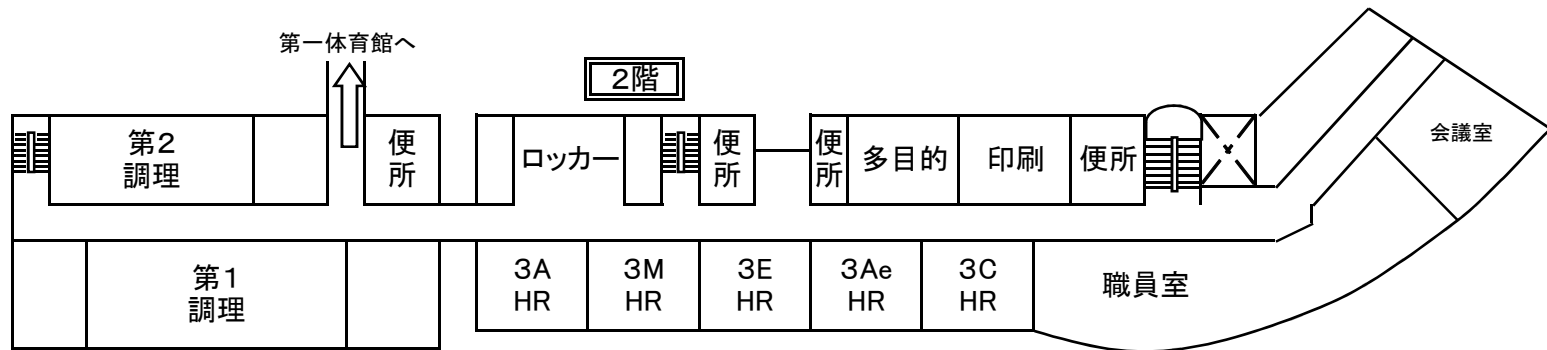 第一体育館へ
２階
第２
調理
便
所
ロッカー
便
所
便
所
多目的
印刷
便所
会議室
第１
調理
３A
HR
３M
HR
３E
HR
３Ae
HR
３C
HR
職員室